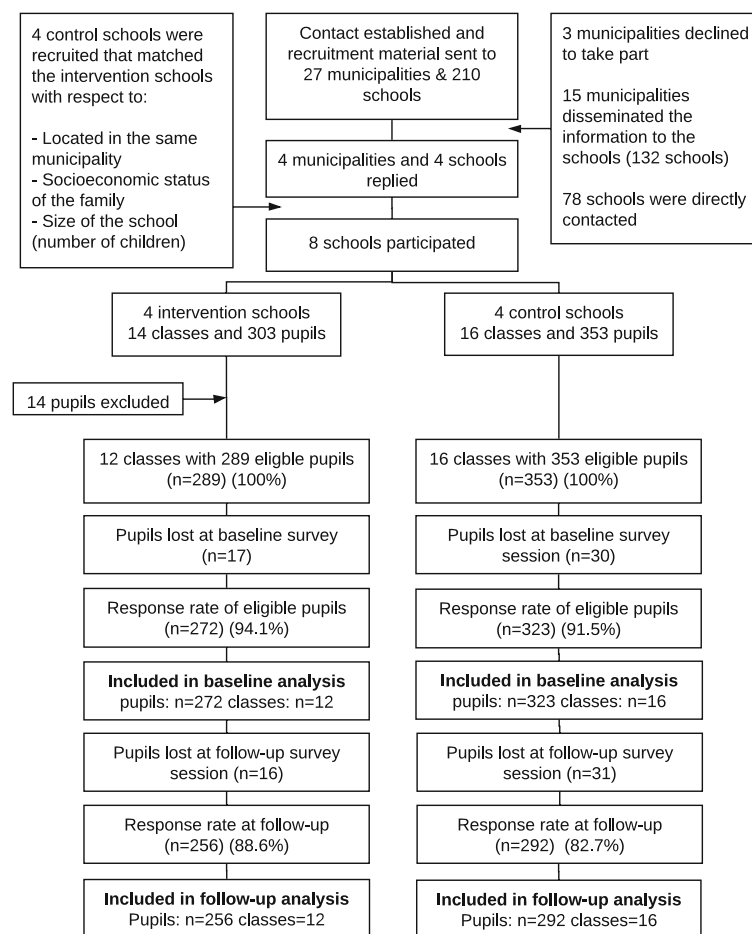 4 control schools were
recruited that matched
the intervention schools
with respect to:
- Located in the same
municipality
- Socioeconomic status
of the family
- Size of the school
(number of children)
Contact established and
recruitment material sent to
27 municipalities & 210
schools
3 municipalities declined
to take part
15 municipalities
disseminated the
information to the
schools (132 schools)
78 schools were directly
contacted
4 municipalities and 4 schools
replied
8 schools participated
4 intervention schools
14 classes and 303 pupils
4 control schools
16 classes and 353 pupils
14 pupils excluded
12 classes with 289 eligible pupils
(n=289) (100%)
16 classes with 353 eligible pupils
(n=353) (100%)
Pupils lost at baseline survey
(n=17)
Pupils lost at baseline survey
session (n=30)
Response rate of eligible pupils
(n=272) (94.1%)
Response rate of eligible pupils
(n=323) (91.5%)
Included in baseline analysis
pupils: n=272 classes: n=12
Included in baseline analysis
pupils: n=323 classes: n=16
Pupils lost at follow-up survey
session (n=16)
Pupils lost at follow-up survey
session (n=31)
Response rate at follow-up
(n=256) (88.6%)
Response rate at follow-up
(n=292) (82.7%)
Included in follow-up analysis
Pupils: n=256 classes=12
Included in follow-up analysis
Pupils: n=292 classes=16